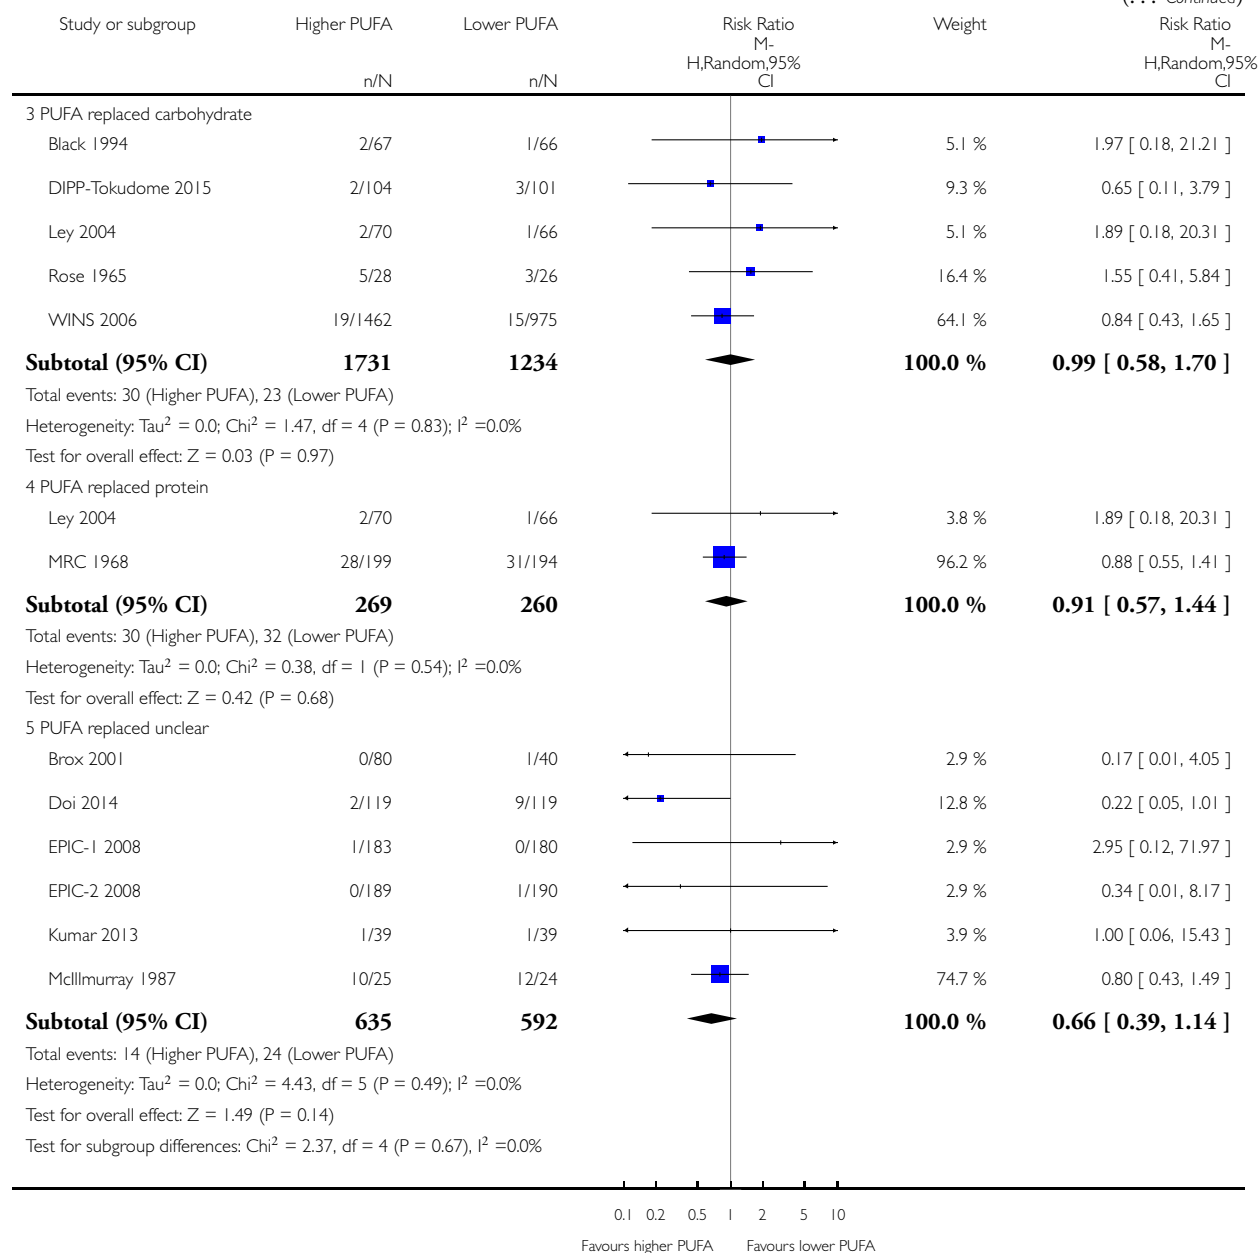 (. . . Continued)
Study or subgroup Higher PUFA Lower PUFA Risk Ratio Weight Risk Ratio
M- M-
H,Random,95% H,Random,95%
n/N n/N CI CI
3 PUFA replaced carbohydrate
Black 1994 2/67 1/66 5.1 % 1.97 [ 0.18, 21.21 ]
DIPP-Tokudome 2015 2/104 3/101 9.3 % 0.65 [ 0.11, 3.79 ]
Ley 2004 2/70 1/66 5.1 % 1.89 [ 0.18, 20.31 ]
Rose 1965 5/28 3/26 16.4 % 1.55 [ 0.41, 5.84 ]
WINS 2006 19/1462 15/975 64.1 % 0.84 [ 0.43, 1.65 ]
Subtotal (95% CI) 1731 1234 100.0 % 0.99 [ 0.58, 1.70 ]
Total events: 30 (Higher PUFA), 23 (Lower PUFA)
Heterogeneity: Tau² = 0.0; Chi² = 1.47, df = 4 (P = 0.83); I² =0.0%
Test for overall effect: Z = 0.03 (P = 0.97)
4 PUFA replaced protein
Ley 2004 2/70 1/66 3.8 % 1.89 [ 0.18, 20.31 ]
MRC 1968 28/199 31/194 96.2 % 0.88 [ 0.55, 1.41 ]
Subtotal (95% CI) 269 260 100.0 % 0.91 [ 0.57, 1.44 ]
Total events: 30 (Higher PUFA), 32 (Lower PUFA)
Heterogeneity: Tau² = 0.0; Chi² = 0.38, df = 1 (P = 0.54); I² =0.0%
Test for overall effect: Z = 0.42 (P = 0.68)
5 PUFA replaced unclear
Brox 2001 0/80 1/40 2.9 % 0.17 [ 0.01, 4.05 ]
Doi 2014 2/119 9/119 12.8 % 0.22 [ 0.05, 1.01 ]
EPIC-1 2008 1/183 0/180 2.9 % 2.95 [ 0.12, 71.97 ]
EPIC-2 2008 0/189 1/190 2.9 % 0.34 [ 0.01, 8.17 ]
Kumar 2013 1/39 1/39 3.9 % 1.00 [ 0.06, 15.43 ]
McIllmurray 1987 10/25 12/24 74.7 % 0.80 [ 0.43, 1.49 ]
Subtotal (95% CI) 635 592 100.0 % 0.66 [ 0.39, 1.14 ]
Total events: 14 (Higher PUFA), 24 (Lower PUFA)
Heterogeneity: Tau² = 0.0; Chi² = 4.43, df = 5 (P = 0.49); I² =0.0%
Test for overall effect: Z = 1.49 (P = 0.14)
Test for subgroup differences: Chi² = 2.37, df = 4 (P = 0.67), I² =0.0%
0.1 0.2 0.5 1 2 5 10
Favours higher PUFA Favours lower PUFA